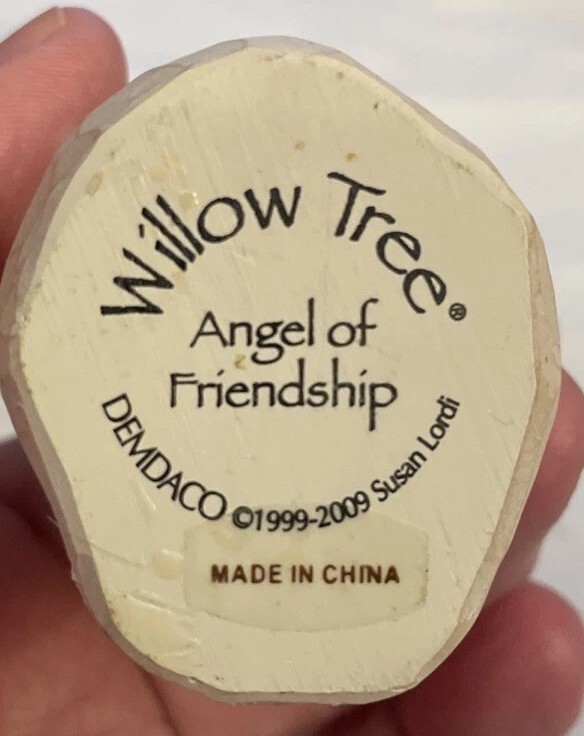 Willow Tree®
Angel of
Friendship
DEMDACO ©1999-2009 Susan Lordi
MADE IN CHINA